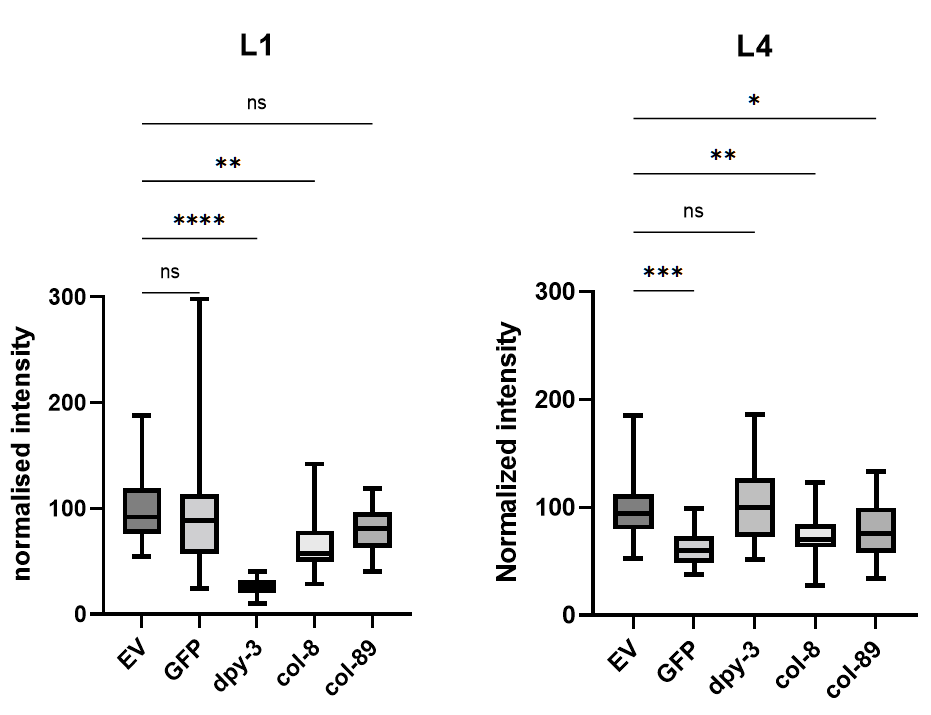 L1
ns
**
****
ns
300
200
100
0
normalised intensity
EV
GFP
dpy-3
col-8
col-89
L4
*
**
ns
***
300
200
100
0
Normalized intensity
EV
GFP
dpy-3
col-8
col-89